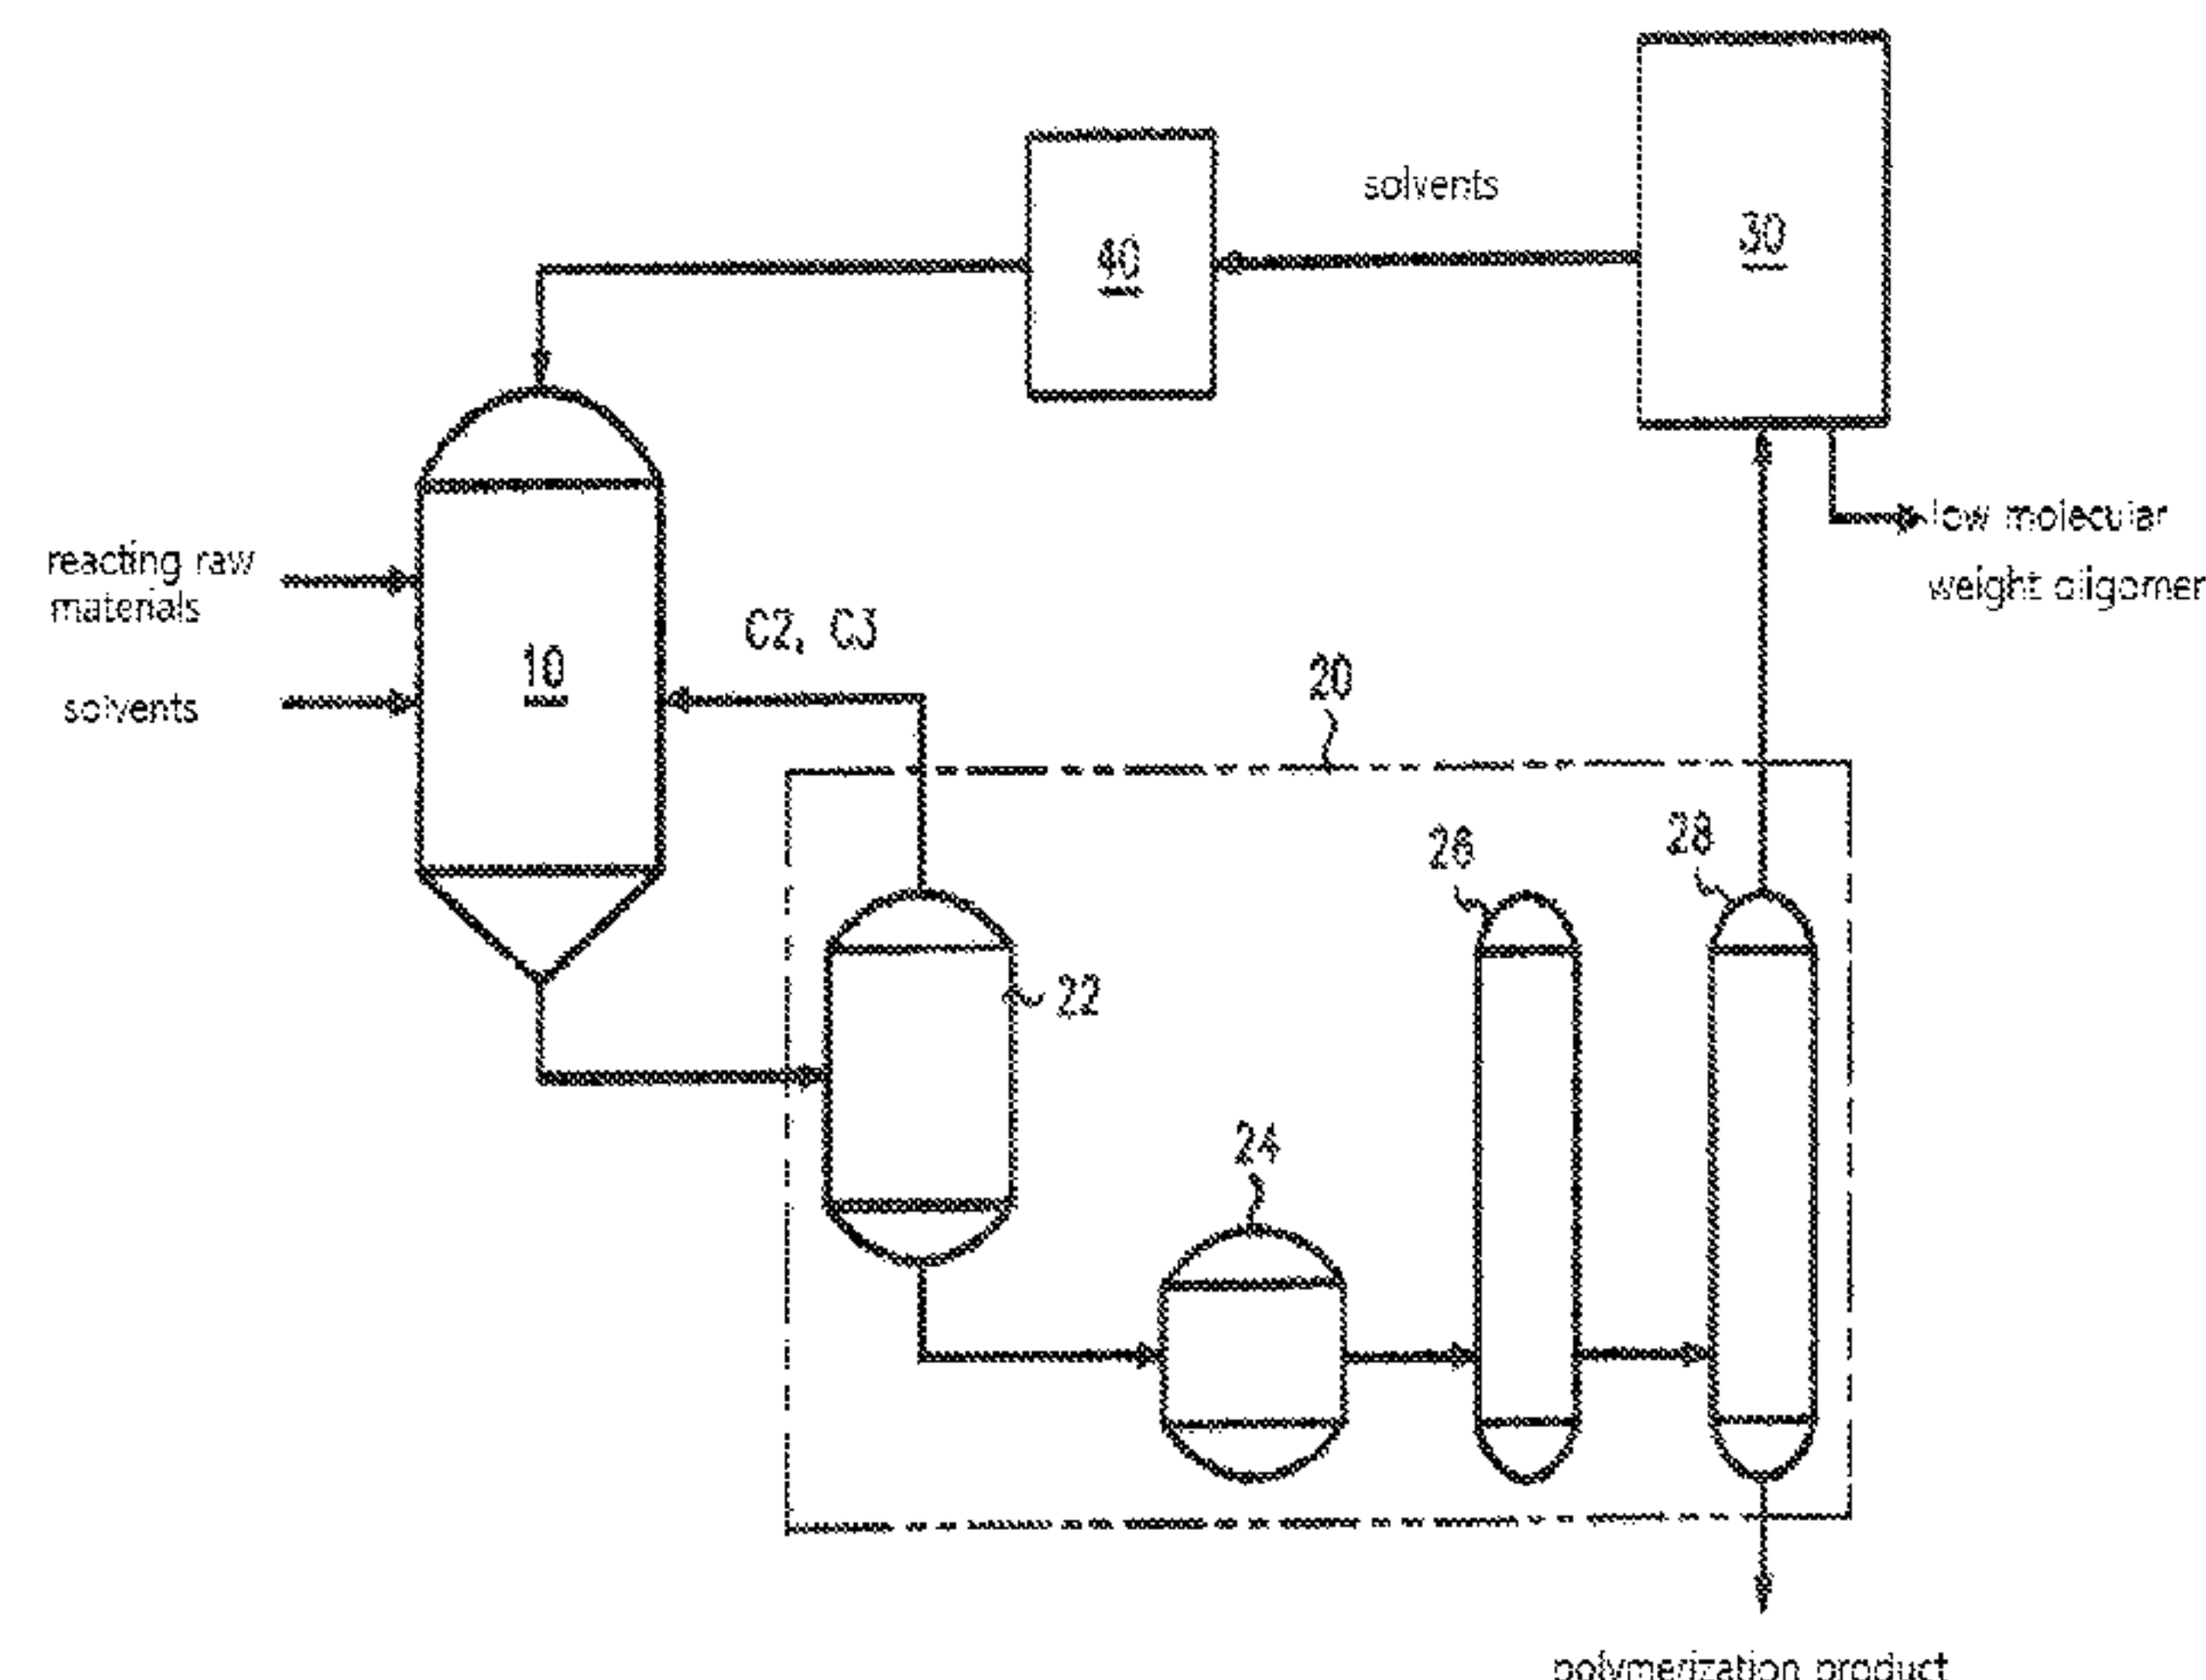 solvents
30
40
low molecular
weight oligomer
reacting raw
materials
C2, C3
10
20
solvents
26
28
22
24
polymerization product